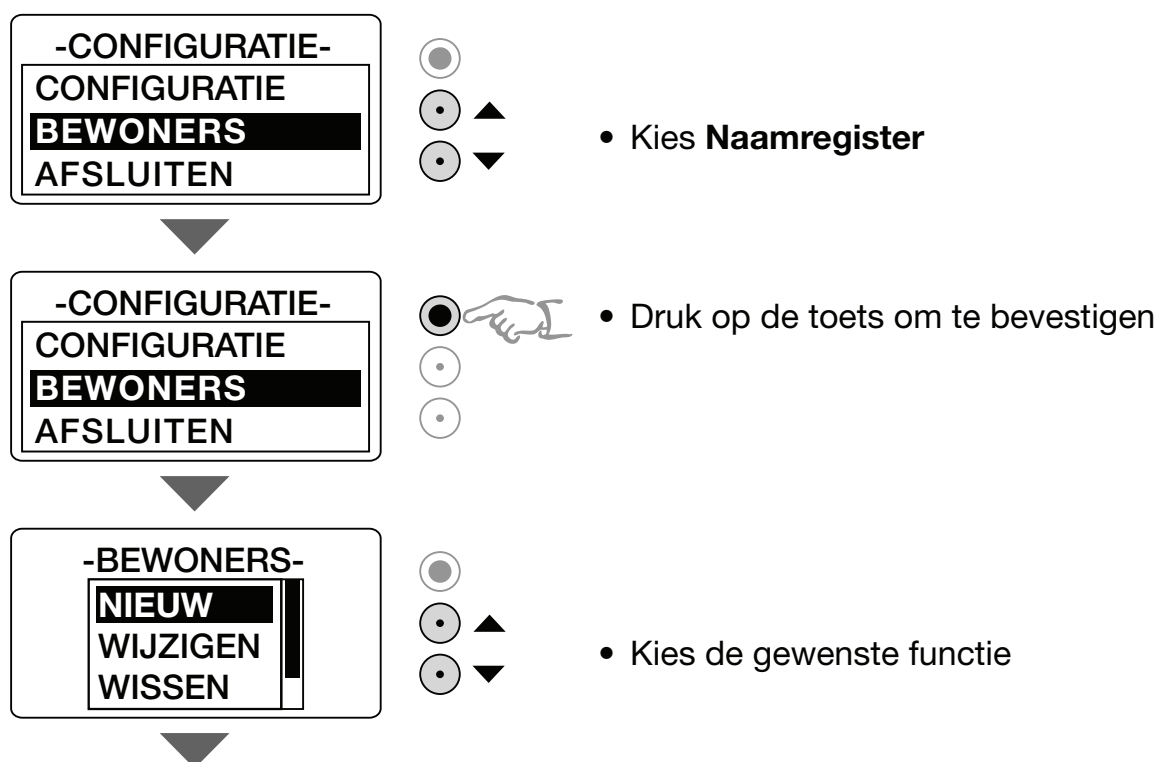 -CONFIGURATIE-
CONFIGURATIE
BEWONERS
AFSLUITEN
• Kies Naamregister
-CONFIGURATIE-
CONFIGURATIE
BEWONERS
AFSLUITEN
• Druk op de toets om te bevestigen
-BEWONERS-
NIEUW
WIJZIGEN
WISSEN
• Kies de gewenste functie